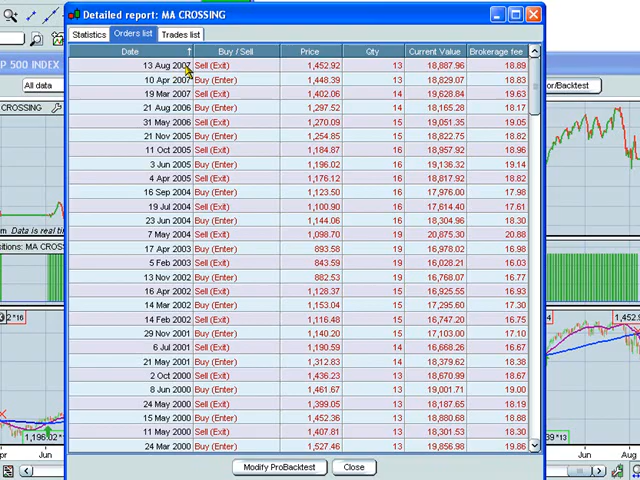 Detailed report: MA CROSSING
Statistics Orders list Trades list
P 500 INDEX
All data
or/Backtest
CROSSING
Date Buy / Sell Price Qty Current Value Brokerage fee
13 Aug 2007 Sell (Exit) 1,452.92 13 18,887.96 18.89
10 Apr 2007 Buy (Enter) 1,448.39 13 18,829.07 18.83
19 Mar 2007 Sell (Exit) 1,402.06 14 19,628.84 19.63
21 Aug 2006 Buy (Enter) 1,297.52 14 18,165.28 18.17
31 May 2006 Sell (Exit) 1,270.09 15 19,051.35 19.05
21 Nov 2005 Buy (Enter) 1,254.85 15 18,822.75 18.82
11 Oct 2005 Sell (Exit) 1,184.87 16 18,957.92 18.96
3 Jun 2005 Buy (Enter) 1,196.02 16 19,136.32 19.14
4 Apr 2005 Sell (Exit) 1,176.12 16 18,817.92 18.82
16 Sep 2004 Buy (Enter) 1,123.50 16 17,976.00 17.98
19 Jul 2004 Sell (Exit) 1,100.90 16 17,614.40 17.61
23 Jun 2004 Buy (Enter) 1,144.06 16 18,304.96 18.30
7 May 2004 Sell (Exit) 1,098.70 19 20,875.30 20.88
17 Apr 2003 Buy (Enter) 893.58 19 16,978.02 16.98
5 Feb 2003 Sell (Exit) 843.59 19 16,028.21 16.03
13 Nov 2002 Buy (Enter) 882.53 19 16,768.07 16.77
16 Apr 2002 Sell (Exit) 1,128.37 15 16,925.55 16.93
14 Mar 2002 Buy (Enter) 1,153.04 15 17,295.60 17.30
14 Feb 2002 Sell (Exit) 1,116.48 15 16,747.20 16.75
29 Nov 2001 Buy (Enter) 1,140.20 15 17,103.00 17.10
6 Jul 2001 Sell (Exit) 1,190.59 14 16,668.26 16.67
21 May 2001 Buy (Enter) 1,312.83 14 18,379.62 18.38
2 Oct 2000 Sell (Exit) 1,436.23 13 18,670.99 18.67
8 Jun 2000 Buy (Enter) 1,461.67 13 19,001.71 19.00
24 May 2000 Sell (Exit) 1,399.05 13 18,187.65 18.19
15 May 2000 Buy (Enter) 1,452.36 13 18,880.68 18.88
11 May 2000 Sell (Exit) 1,407.81 13 18,301.53 18.30
24 Mar 2000 Buy (Enter) 1,527.46 13 19,856.98 19.86
m Data is real tim
sitions: MA CROSS
2 *16
1,452.9
1,196.02
*13
pr Jun
Jun Aug
Modify ProBacktest Close